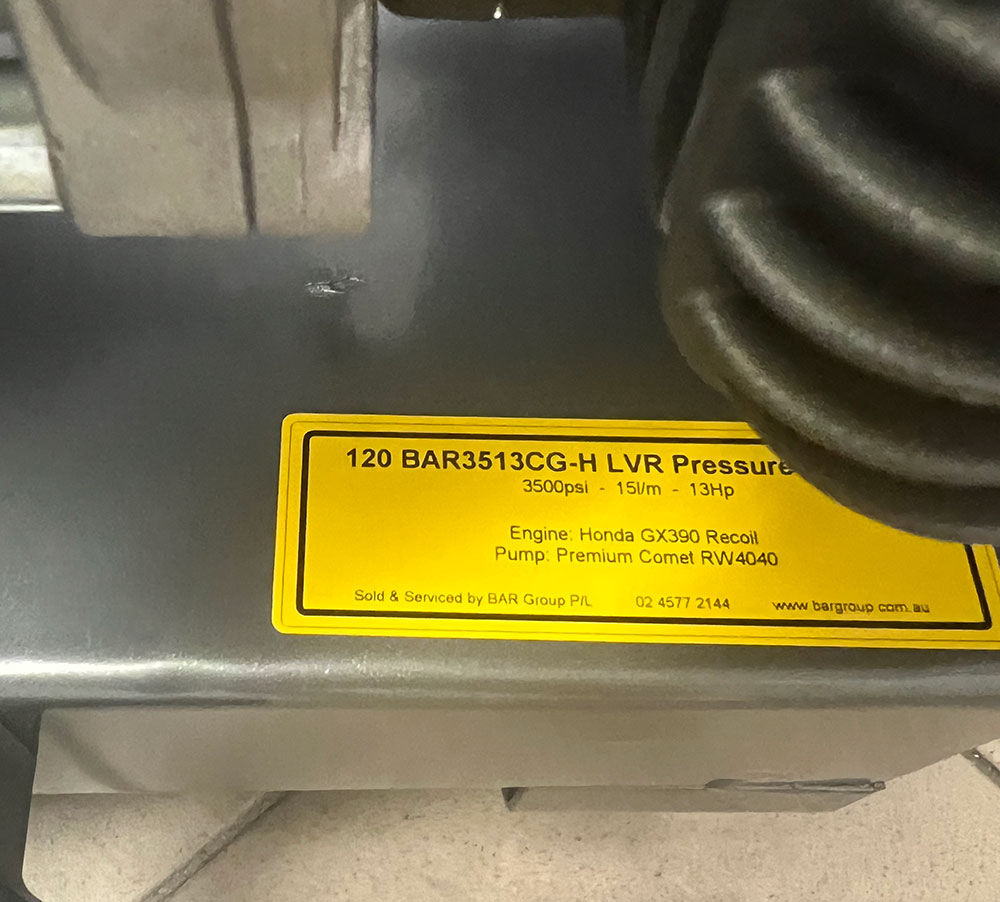 120 BAR3513CG-H LVR Pressure
3500psi - 15l/m - 13Hp
Engine: Honda GX390 Recoil
Pump: Premium Comet RW4040
Sold & Serviced by BAR Group P/L 02 4577 2144 www.bargroup.com.au